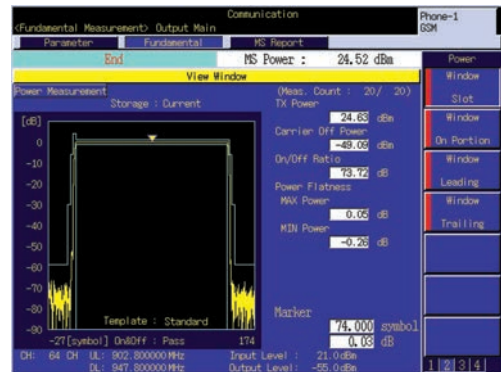 Communication
<Fundamental Measurement> Output Main
Phone-1
GSM
Parameter
Fundamental
MS Report
End
MS Power : 24.52 dBm
Power
View Window
Power Measurement
(Meas. Count : 20/ 20)
Storage : Current
TX Power
24.63 dBm
Carrier Off Power
-49.09 dBm
On/Off Ratio
73.72 dB
Power Flatness
MAX Power
0.05 dB
MIN Power
-0.26 dB
[dB]
0
-10
-20
-30
-40
-50
-60
-70
-80
-90
Template : Standard
-27[symbol] On&Off : Pass 174
Marker
74.000 symbol
0.03 dB
CH: 64 CH UL: 902.800000MHz Input Level : 21.0dBm
DL: 947.800000MHz Output Level : -55.0dBm
Window
Slot
Window
On Portion
Window
Leading
Window
Trailing
1 2 3 4